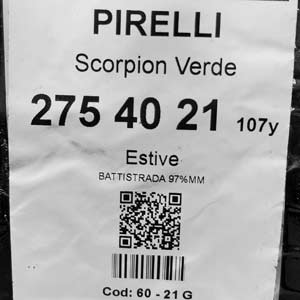 PIRELLI
Scorpion Verde
275 40 21 107y
Estive
BATTISTRADA 97%MM
Cod: 60 - 21 G